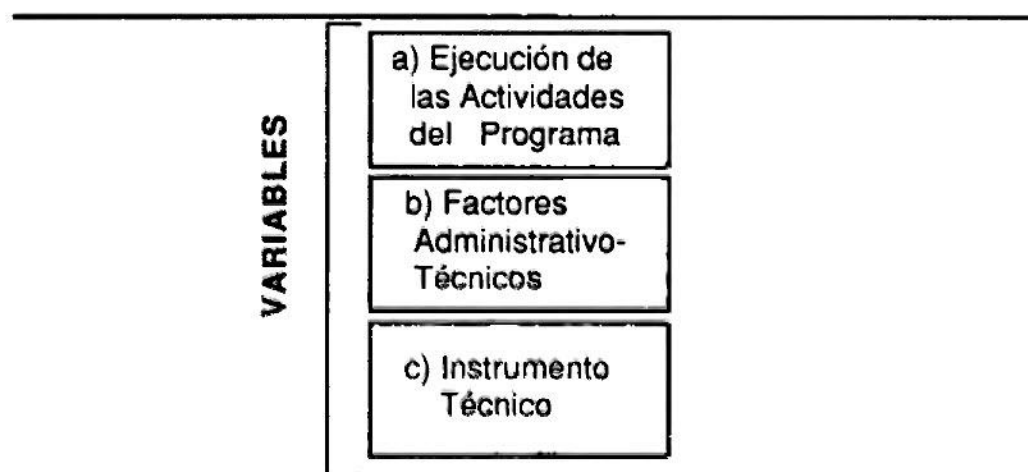 VARIABLES
a) Ejecución de
las Actividades
del Programa
b) Factores
Administrativo-
Técnicos
c) Instrumento
Técnico